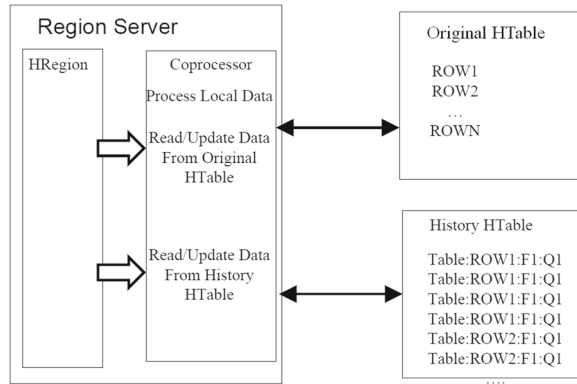 Region Server
HRegion
Coprocessor
Process Local Data
Read/Update Data
From Original
HTable
Read/Update Data
From History
HTable
Original HTable
ROW1
ROW2
...
ROWN
History HTable
Table:ROW1:F1:Q1
Table:ROW1:F1:Q1
Table:ROW1:F1:Q1
Table:ROW1:F1:Q1
Table:ROW2:F1:Q1
Table:ROW2:F1:Q1
....